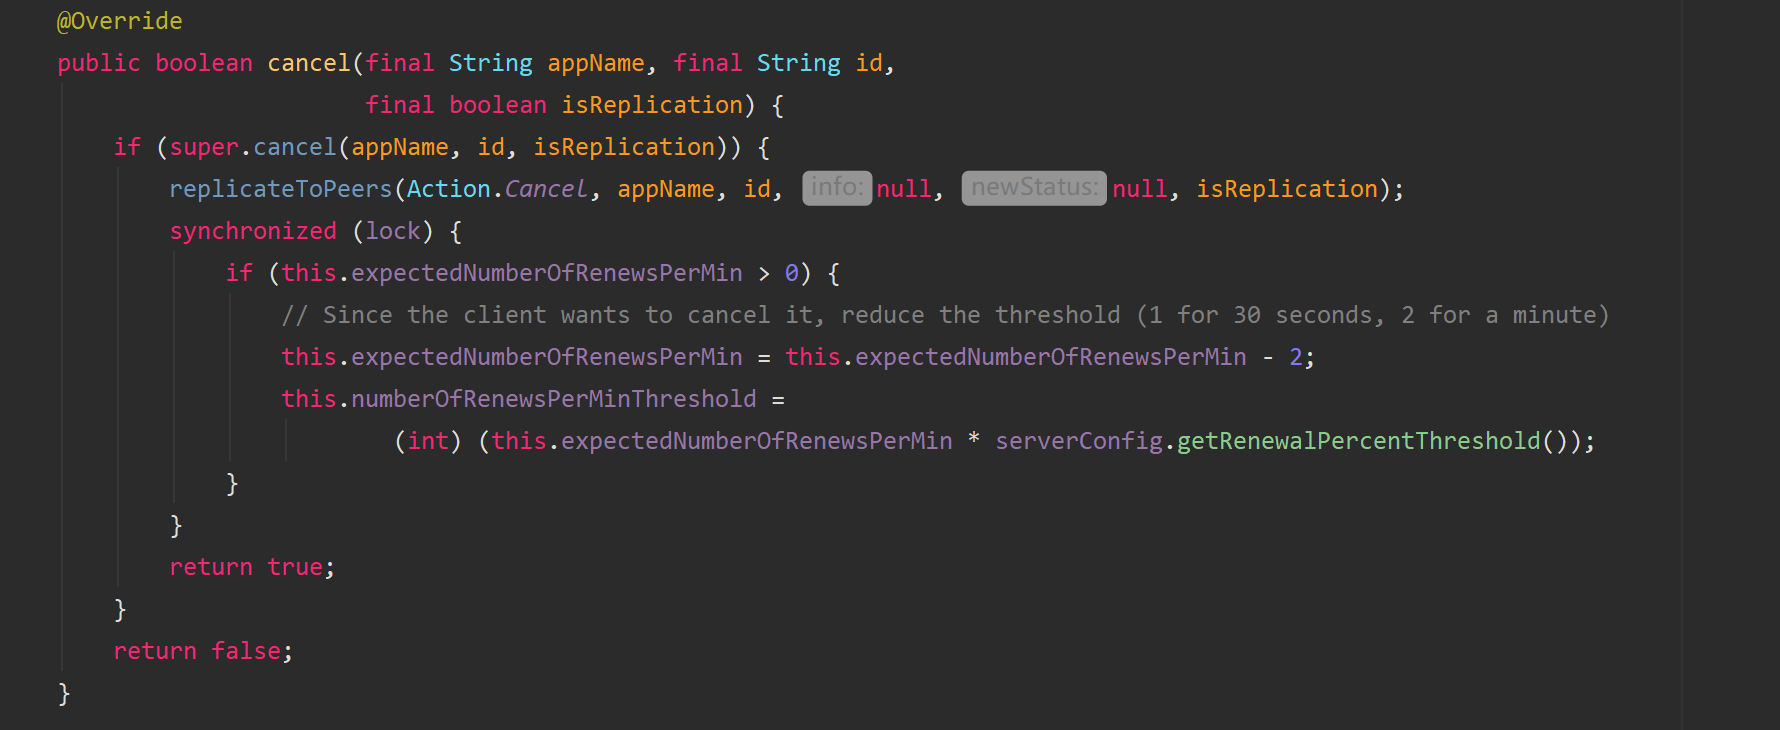 @Override
public boolean cancel(final String appName, final String id,
final boolean isReplication) {
if (super.cancel(appName, id, isReplication)) {
replicateToPeers(Action.Cancel, appName, id, info: null, newStatus: null, isReplication);
synchronized (lock) {
if (this.expectedNumberOfRenewsPerMin > 0) {
// Since the client wants to cancel it, reduce the threshold (1 for 30 seconds, 2 for a minute)
this.expectedNumberOfRenewsPerMin = this.expectedNumberOfRenewsPerMin - 2;
this.numberOfRenewsPerMinThreshold =
(int) (this.expectedNumberOfRenewsPerMin * serverConfig.getRenewalPercentThreshold());
}
}
return true;
}
return false;
}